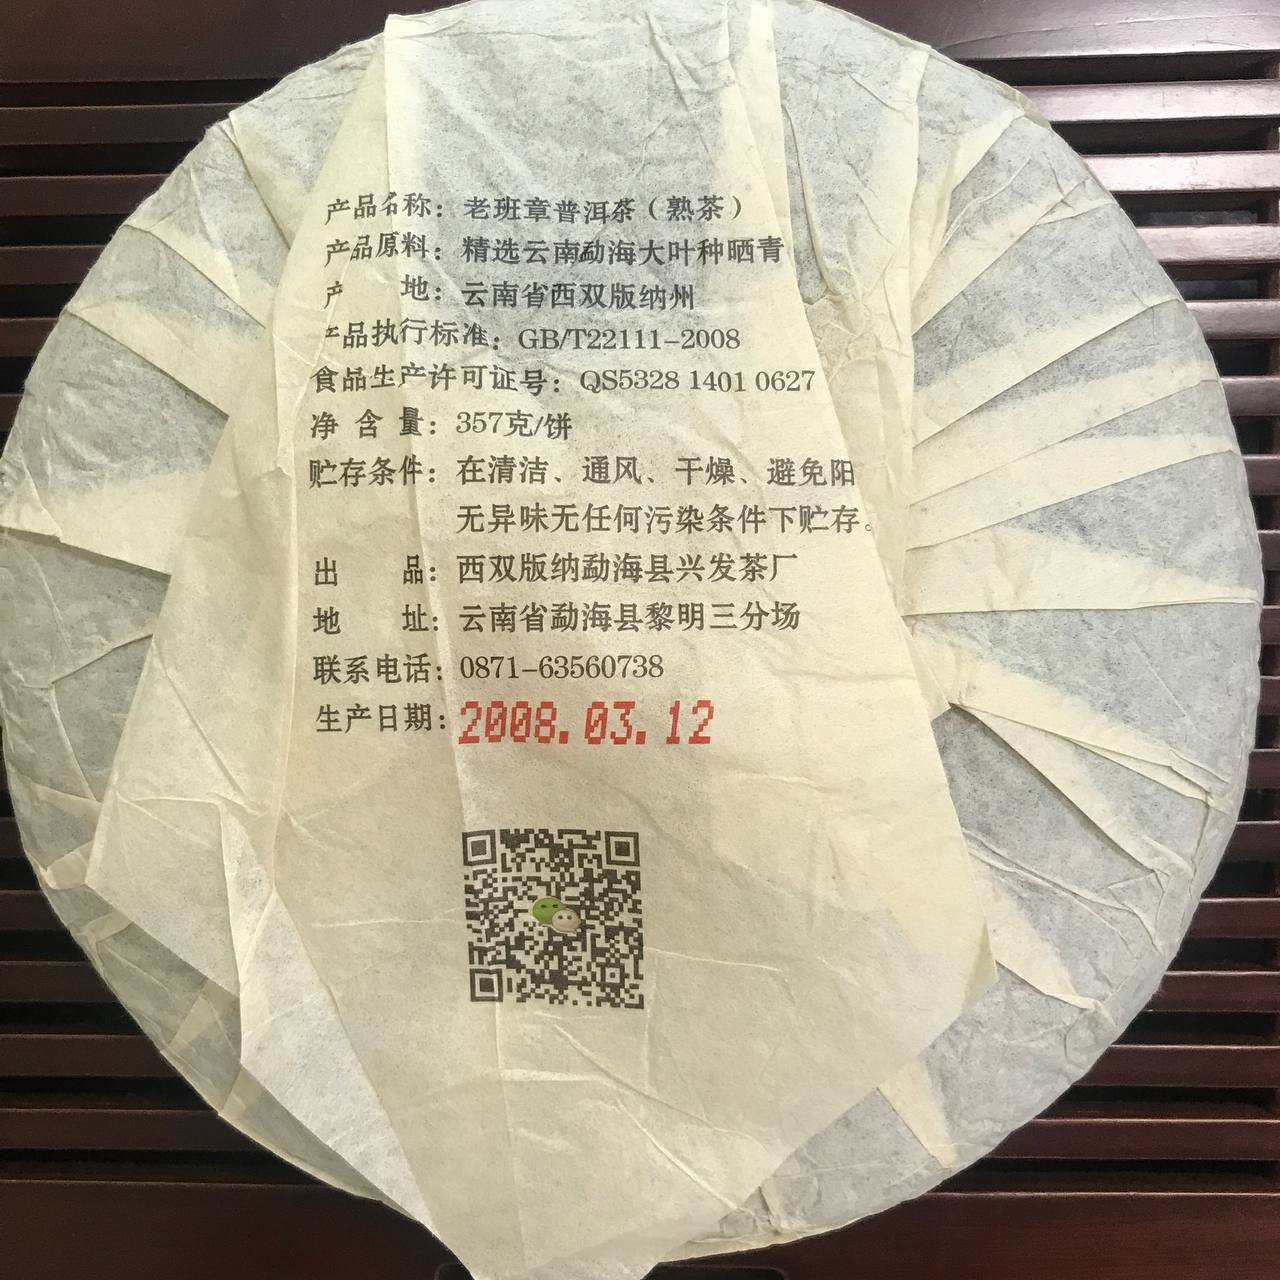 产品名称：老班章普洱茶（熟茶）
产品原料：精选云南勐海大叶种晒青
产 地：云南省西双版纳州
产品执行标准：GB/T22111-2008
食品生产许可证号：QS5328 1401 0627
净含量：357克/饼
贮存条件：在清洁、通风、干燥、避免阳
无异味无任何污染条件下贮存。
出 品：西双版纳勐海县兴发茶厂
地 址：云南省勐海县黎明三分场
联系电话：0871-63560738
生产日期：2008.03.12